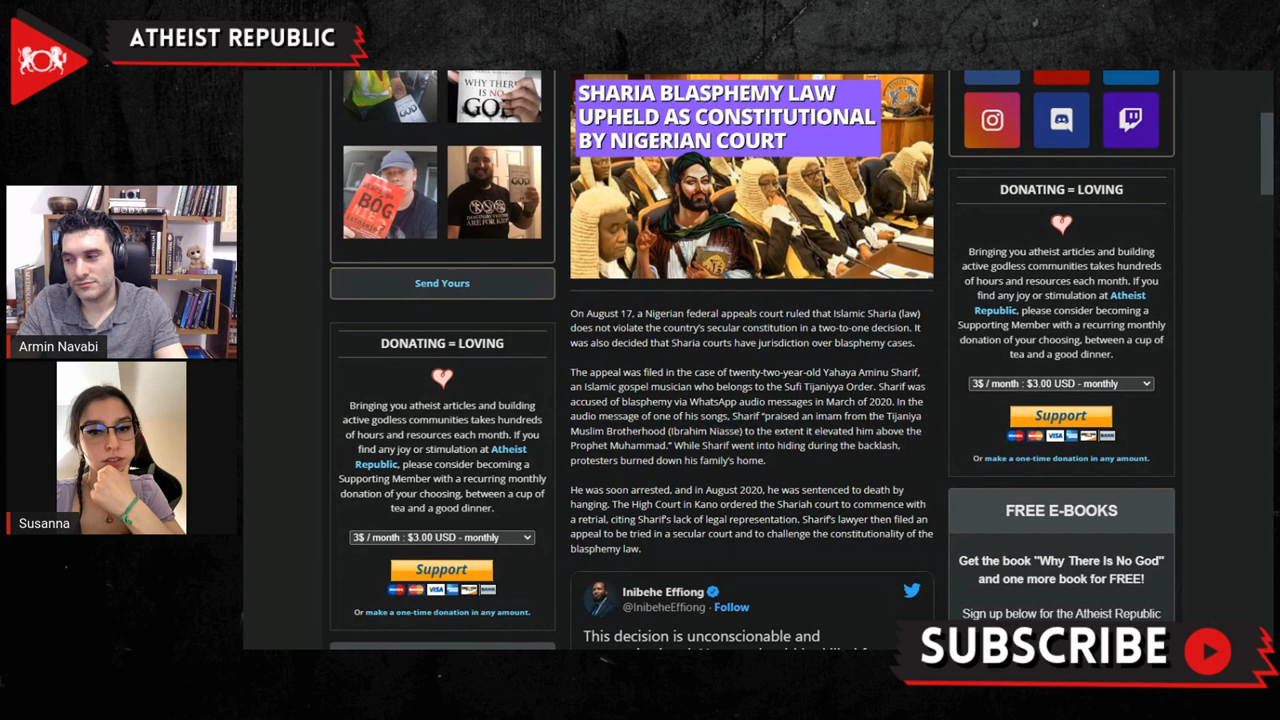 ATHEIST REPUBLIC
Armin Navabi
Susanna
WHY THERE
IS NO
GOD
BOG
GOD
ARE FOR KIDS
Send Yours
DONATING = LOVING
Bringing you atheist articles and building
active godless communities takes hundreds
of hours and resources each month. If you
find any joy or stimulation at Atheist
Republic, please consider becoming a
Supporting Member with a recurring monthly
donation of your choosing, between a cup of
tea and a good dinner.
3$ / month : $3.00 USD - monthly
Support
VISA
BANK
Or make a one-time donation in any amount.
SHARIA BLASPHEMY LAW
UPHELD AS CONSTITUTIONAL
BY NIGERIAN COURT
On August 17, a Nigerian federal appeals court ruled that Islamic Sharia (law)
does not violate the country's secular constitution in a two-to-one decision. It
was also decided that Sharia courts have jurisdiction over blasphemy cases.
The appeal was filed in the case of twenty-two-year-old Yahaya Aminu Sharif,
an Islamic gospel musician who belongs to the Sufi Tijaniyya Order. Sharif was
accused of blasphemy via WhatsApp audio messages in March of 2020. In the
audio message of one of his songs, Sharif "praised an imam from the Tijaniya
Muslim Brotherhood (Ibrahim Niasse) to the extent it elevated him above the
Prophet Muhammad." While Sharif went into hiding during the backlash,
protesters burned down his family's home.
He was soon arrested, and in August 2020, he was sentenced to death by
hanging. The High Court in Kano ordered the Shariah court to commence with
a retrial, citing Sharif's lack of legal representation. Sharif's lawyer then filed an
appeal to be tried in a secular court and to challenge the constitutionality of the
blasphemy law.
Inibehe Effiong
@InibeheEffiong · Follow
This decision is unconscionable and
DONATING = LOVING
Bringing you atheist articles and building
active godless communities takes hundreds
of hours and resources each month. If you
find any joy or stimulation at Atheist
Republic, please consider becoming a
Supporting Member with a recurring monthly
donation of your choosing, between a cup of
tea and a good dinner.
3$ / month : $3.00 USD - monthly
Support
VISA
BANK
Or make a one-time donation in any amount.
FREE E-BOOKS
Get the book "Why There Is No God"
and one more book for FREE!
Sign up below for the Atheist Republic
SUBSCRIBE